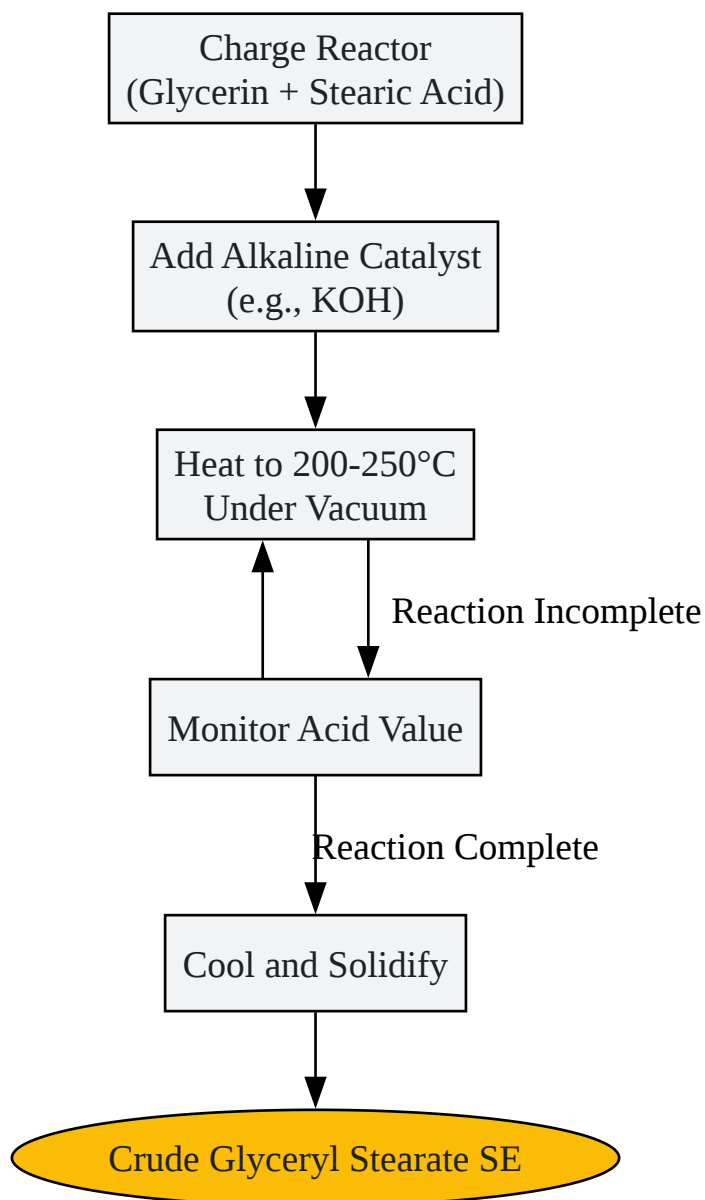 Charge Reactor
(Glycerin + Stearic Acid)
Add Alkaline Catalyst
(e.g., KOH)
Heat to 200-250°C
Under Vacuum
Reaction Incomplete
Monitor Acid Value
Reaction Complete
Cool and Solidify
Crude Glyceryl Stearate SE